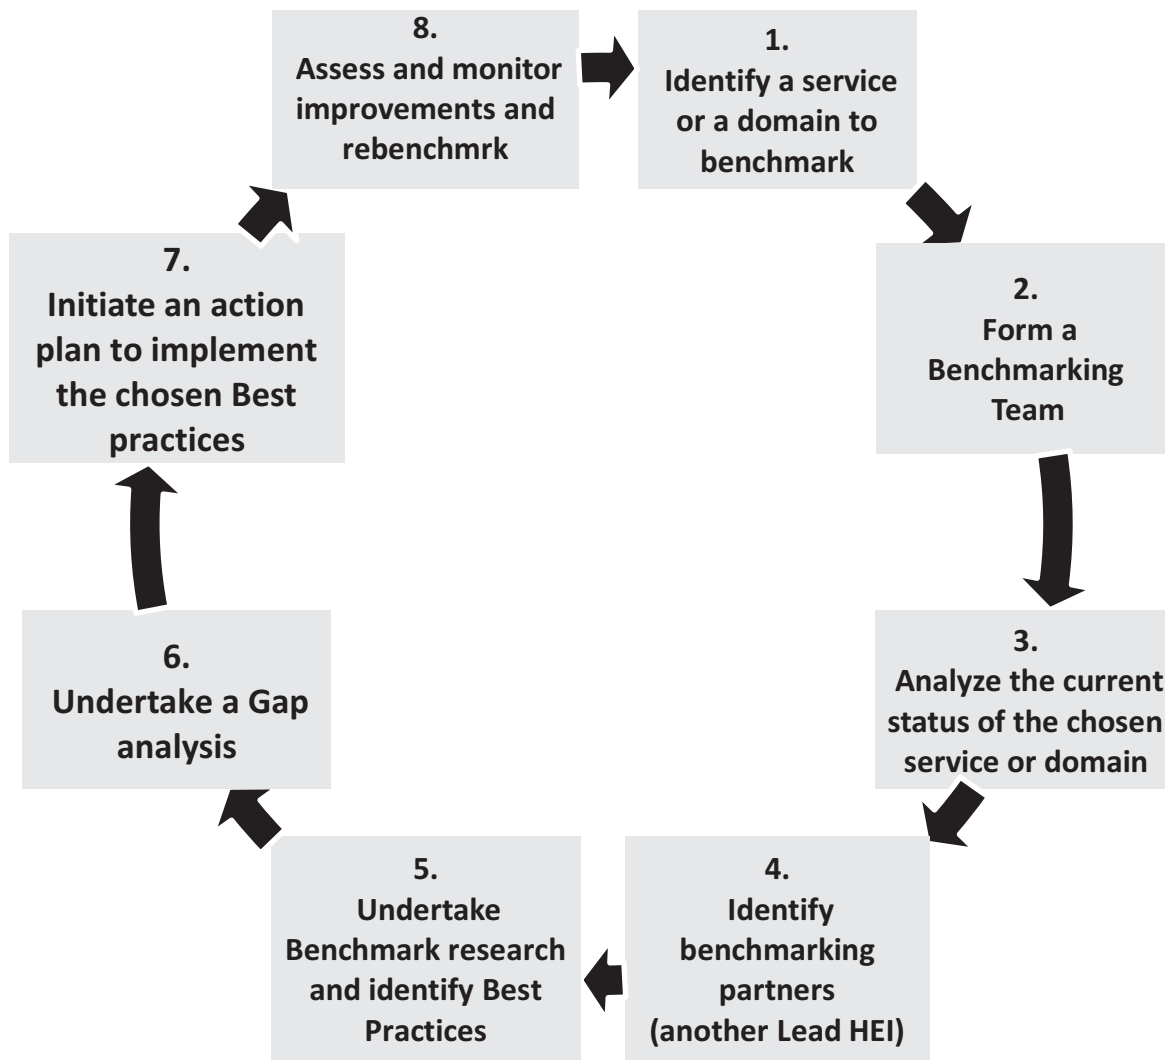 1.
Identify a service
or a domain to
benchmark
2.
Form a
Benchmarking
Team
3.
Analyze the current
status of the chosen
service or domain
4.
Identify
benchmarking
partners
(another Lead HEI)
5.
Undertake
Benchmark research
and identify Best
Practices
6.
Undertake a Gap
analysis
7.
Initiate an action
plan to implement
the chosen Best
practices
8.
Assess and monitor
improvements and
rebenchmrk